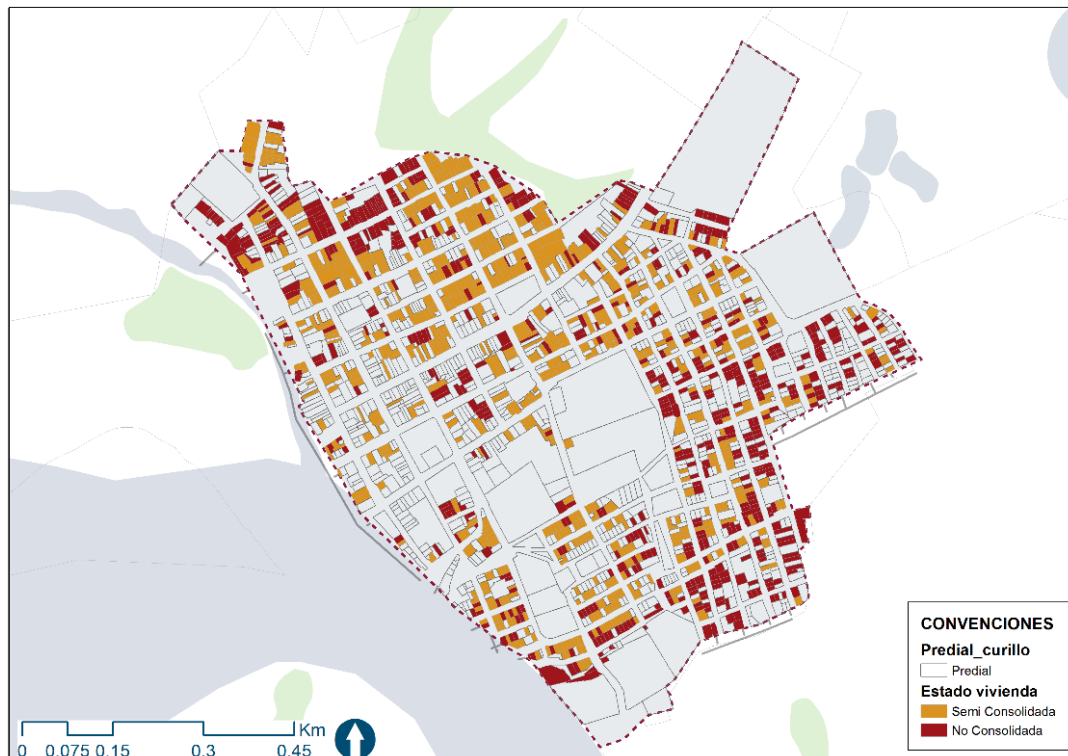 CONVENCIONES
Predial_curillo
Predial
Estado vivienda
Semi Consolidada
No Consolidada
Km
0 0.075 0.15 0.3 0.45